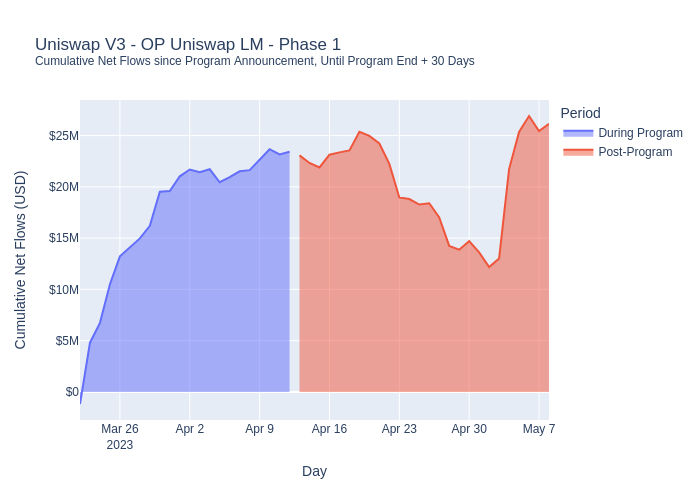 Uniswap V3 - OP Uniswap LM - Phase 1
Cumulative Net Flows since Program Announcement, Until Program End + 30 Days
Period
During Program
Post-Program
Cumulative Net Flows (USD)
$25M
$20M
$15M
$10M
$5M
$0
Mar 26
2023
Apr 2
Apr 9
Apr 16
Apr 23
Apr 30
May 7
Day